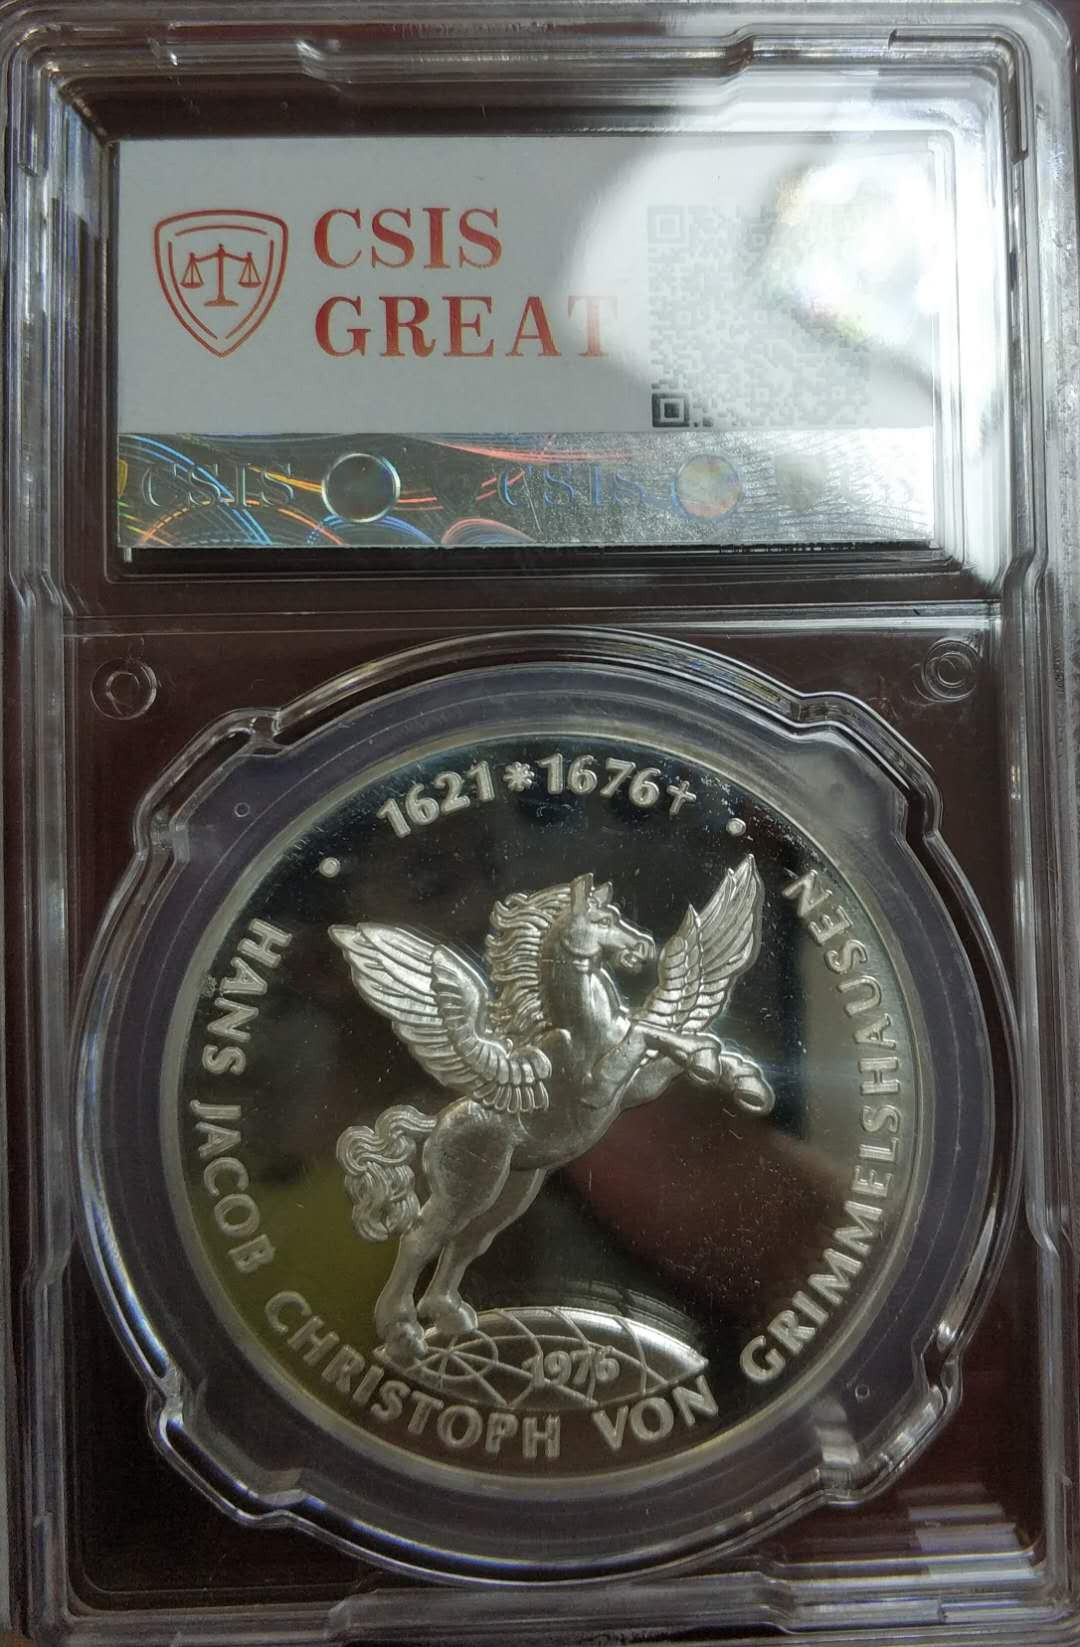 CSIS
GREAT
CSIS CSIS
1621*1676†
HANS JACOB CHRISTOPH VON GRIMMELSHAUSEN
1976